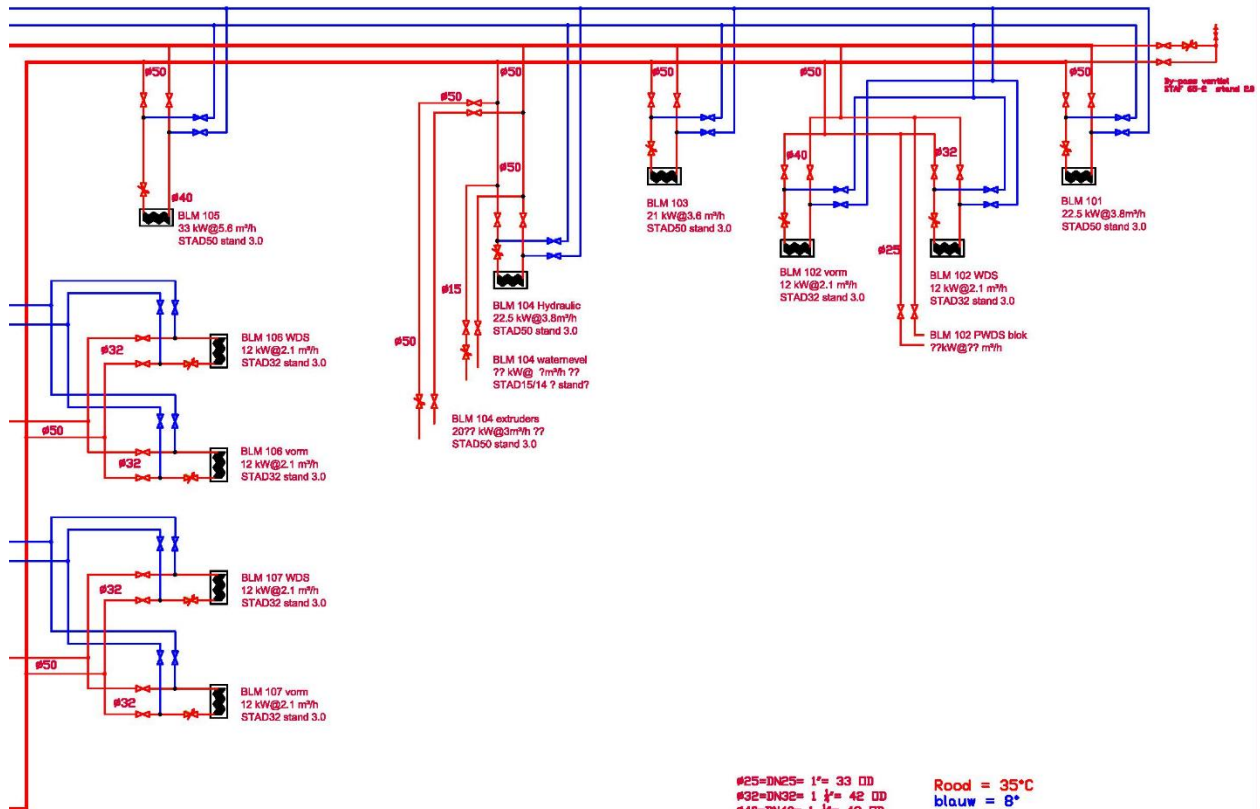 ø50
ø50
ø50
ø50
ø50
ø50
By-pass ventiel
STAF 65-2 stand 2.0
ø50
ø40
ø32
ø40
BLM 105
33 kW@5.6 m³/h
STAD50 stand 3.0
BLM 103
21 kW@3.6 m³/h
STAD50 stand 3.0
BLM 101
22.5 kW@3.8m³/h
STAD50 stand 3.0
ø25
ø15
BLM 102 vorm
12 kW@2.1 m³/h
STAD32 stand 3.0
BLM 102 WDS
12 kW@2.1 m³/h
STAD32 stand 3.0
BLM 104 Hydraulic
22.5 kW@3.8m³/h
STAD50 stand 3.0
BLM 102 PWDS blok
??kW@?? m³/h
ø50
BLM 104 waternevel
?? kW@ ?m³/h ??
STAD15/14 ? stand?
BLM 104 extruders
20?? kW@3m³/h ??
STAD50 stand 3.0
ø32
BLM 106 WDS
12 kW@2.1 m³/h
STAD32 stand 3.0
ø50
ø32
BLM 106 vorm
12 kW@2.1 m³/h
STAD32 stand 3.0
ø32
BLM 107 WDS
12 kW@2.1 m³/h
STAD32 stand 3.0
ø50
ø32
BLM 107 vorm
12 kW@2.1 m³/h
STAD32 stand 3.0
ø25=DN25= 1"= 33 OD
ø32=DN32= 1 ¼"= 42 OD
Rood = 35°C
blauw = 8°